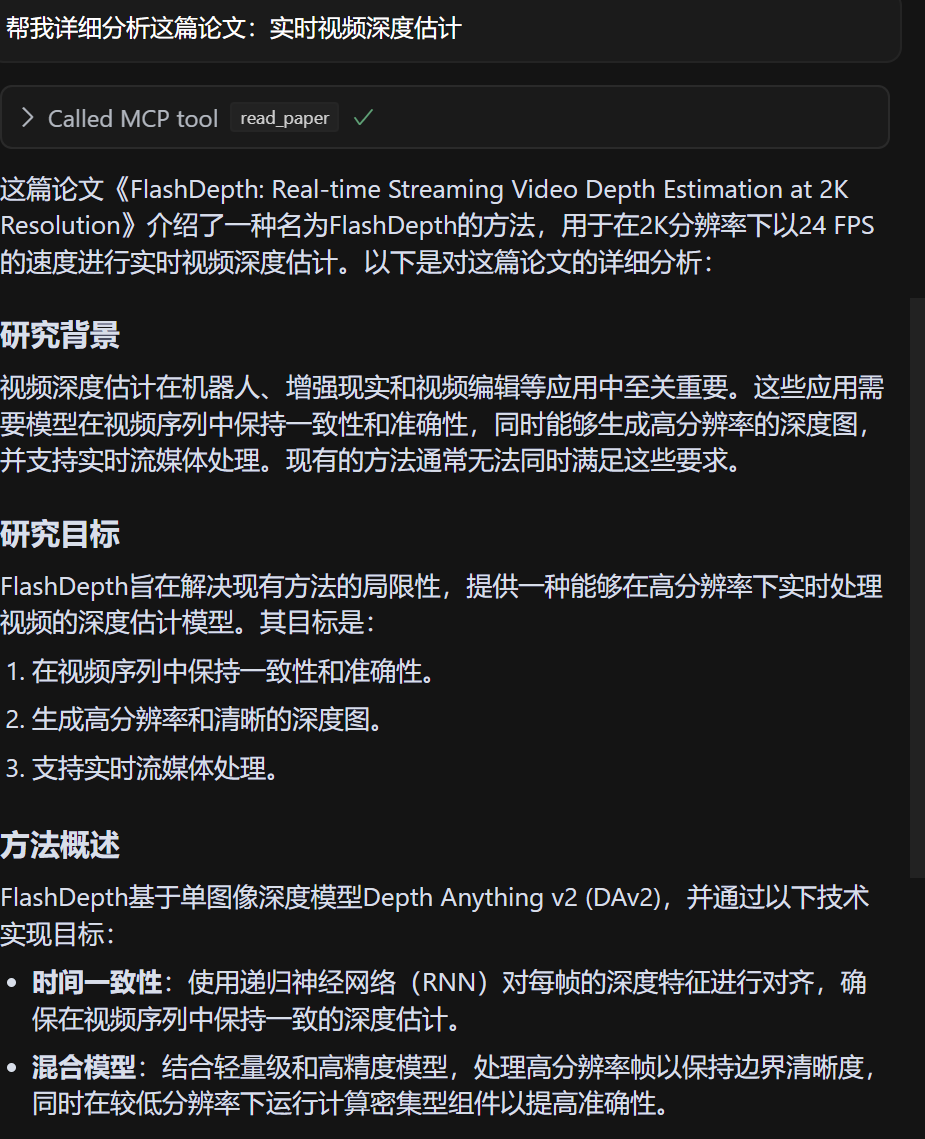 帮我详细分析这篇论文：实时视频深度估计
Called MCP tool read_paper
这篇论文《FlashDepth: Real-time Streaming Video Depth Estimation at 2K
Resolution》介绍了一种名为FlashDepth的方法，用于在2K分辨率下以24 FPS
的速度进行实时视频深度估计。以下是对这篇论文的详细分析：
研究背景
视频深度估计在机器人、增强现实和视频编辑等应用中至关重要。这些应用需
要模型在视频序列中保持一致性和准确性，同时能够生成高分辨率的深度图，
并支持实时流媒体处理。现有的方法通常无法同时满足这些要求。
研究目标
FlashDepth旨在解决现有方法的局限性，提供一种能够在高分辨率下实时处理
视频的深度估计模型。其目标是：
1. 在视频序列中保持一致性和准确性。
2. 生成高分辨率和清晰的深度图。
3. 支持实时流媒体处理。
方法概述
FlashDepth基于单图像深度模型Depth Anything v2 (DAv2)，并通过以下技术
实现目标：
• 时间一致性：使用递归神经网络（RNN）对每帧的深度特征进行对齐，确
保在视频序列中保持一致的深度估计。
• 混合模型：结合轻量级和高精度模型，处理高分辨率帧以保持边界清晰度，
同时在较低分辨率下运行计算密集型组件以提高准确性。